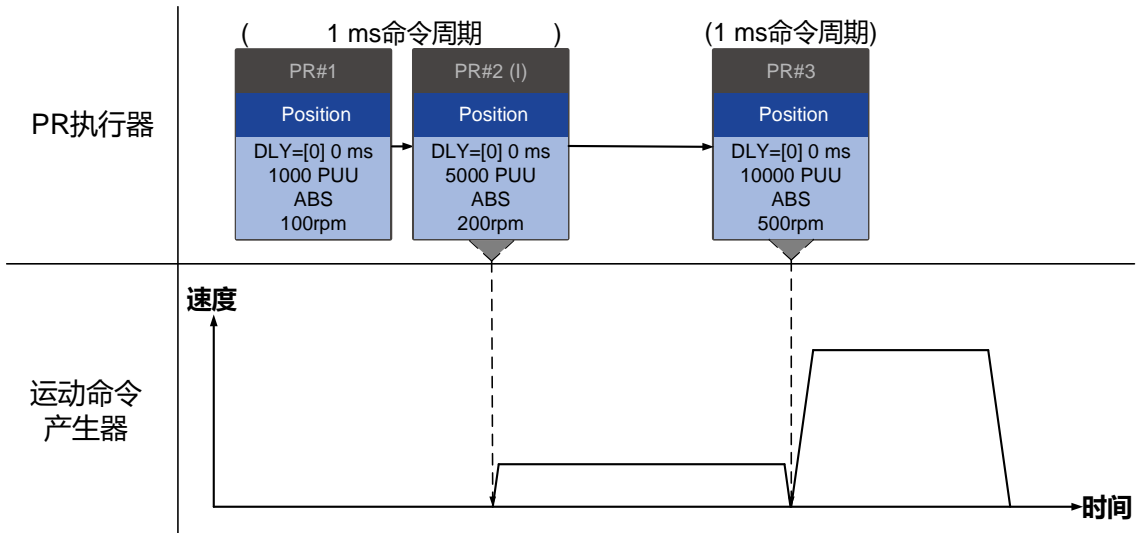 ( 1 ms命令周期 )
(1 ms命令周期)
PR执行器
PR#1
Position
DLY=[0] 0 ms
1000 PUU
ABS
100rpm
PR#2 (I)
Position
DLY=[0] 0 ms
5000 PUU
ABS
200rpm
PR#3
Position
DLY=[0] 0 ms
10000 PUU
ABS
500rpm
速度
运动命令
产生器
时间